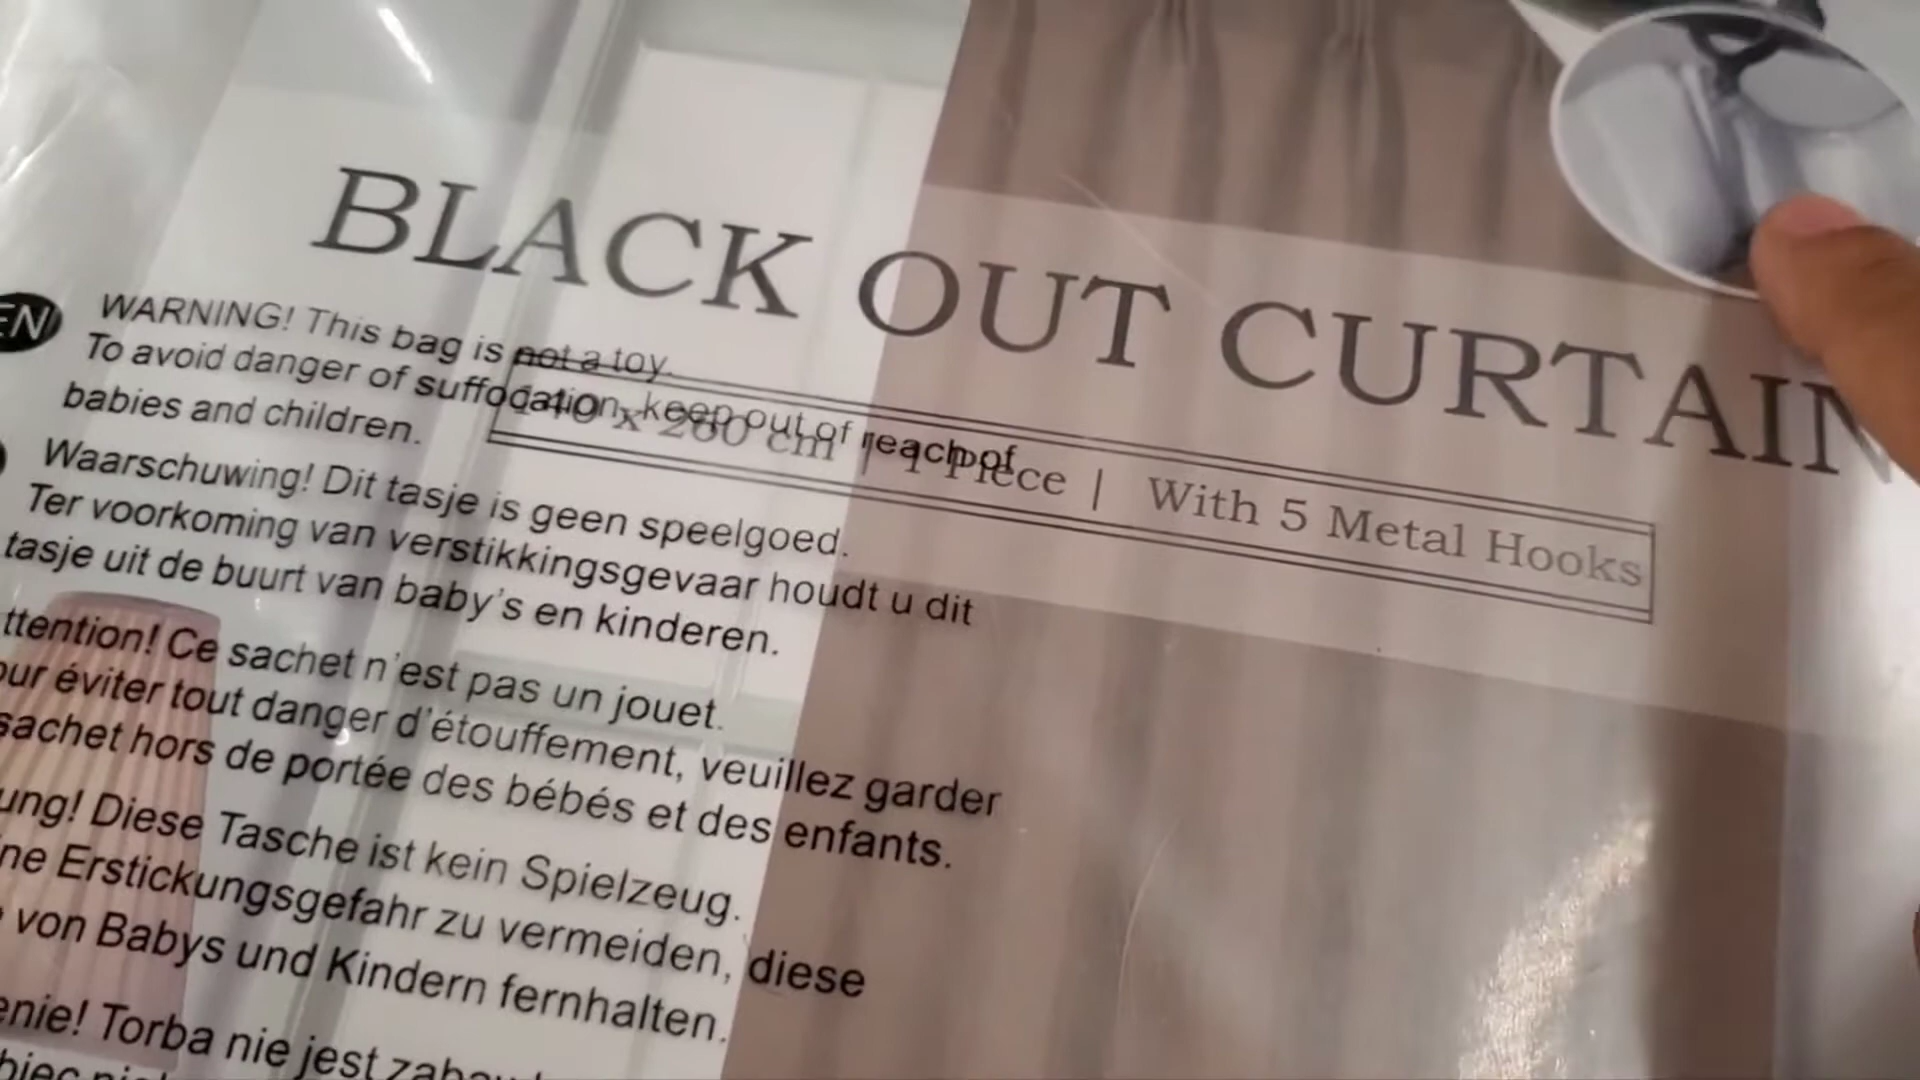 BLACK OUT CURTAIN
EN
WARNING! This bag is not a toy.
To avoid danger of suffocation, keep out of reach of
babies and children.
140 x 260 cm | 1 Piece | With 5 Metal Hooks
Waarschuwing! Dit tasje is geen speelgoed.
Ter voorkoming van verstikkingsgevaar houdt u dit
tasje uit de buurt van baby's en kinderen.
ttention! Ce sachet n'est pas un jouet.
our éviter tout danger d'étouffement, veuillez garder
sachet hors de portée des bébés et des enfants.
ung! Diese Tasche ist kein Spielzeug.
ne Erstickungsgefahr zu vermeiden, diese
von Babys und Kindern fernhalten.
enie! Torba nie jest